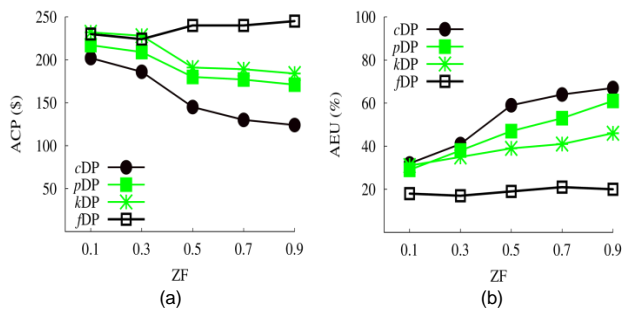 ACP ($)
250
200
150
100
50
cDP
pDP
kDP
fDP
0.1 0.3 0.5 0.7 0.9
ZF
(a)
AEU (%)
100
80
60
40
20
0
cDP
pDP
kDP
fDP
0.1 0.3 0.5 0.7 0.9
ZF
(b)